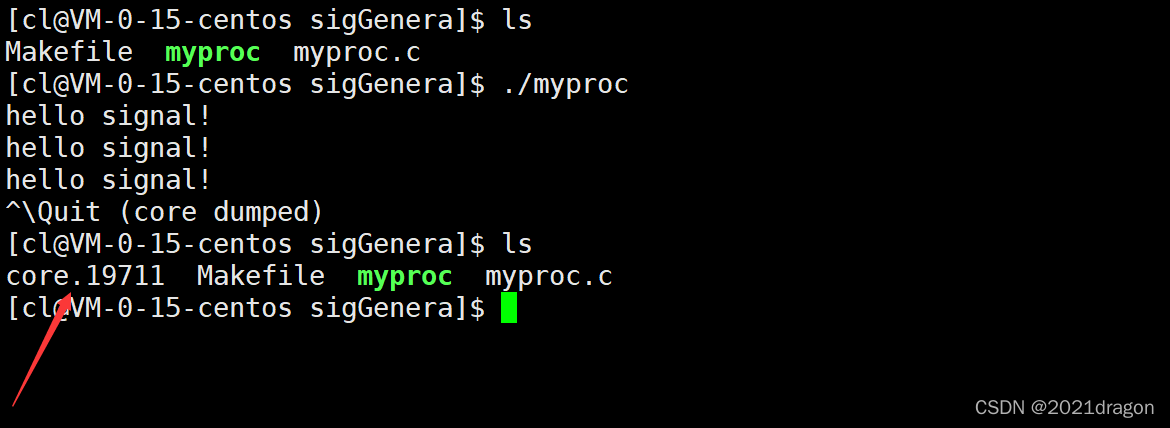 [cl@VM-0-15-centos sigGenera]$ ls
Makefile  myproc  myproc.c
[cl@VM-0-15-centos sigGenera]$ ./myproc
hello signal!
hello signal!
hello signal!
^\Quit (core dumped)
[cl@VM-0-15-centos sigGenera]$ ls
core.19711  Makefile  myproc  myproc.c
[cl@VM-0-15-centos sigGenera]$
CSDN @2021dragon